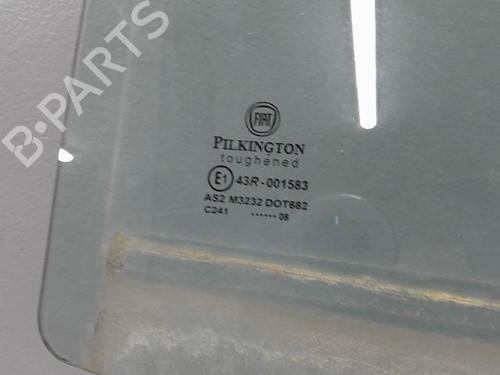 B-PARTS
FIAT
PILKINGTON
toughened
E1 43R-001583
AS2 M3232 DOT682
C241 ...... 08